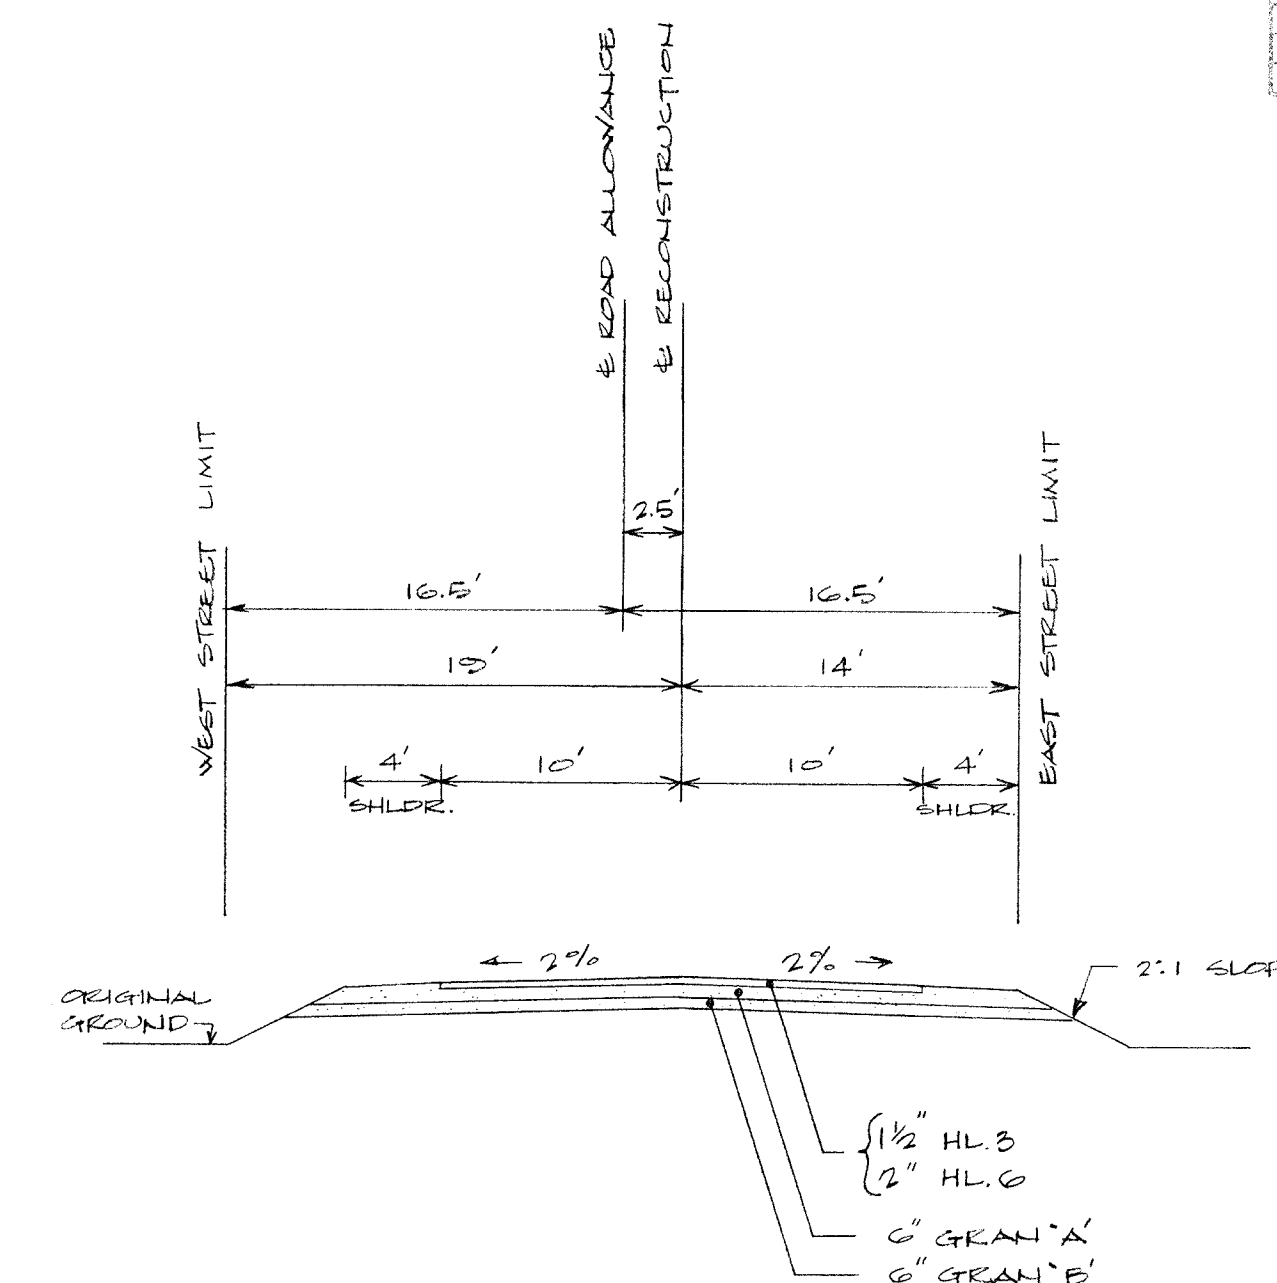 ℄ ROAD ALLOWANCE
℄ RECONSTRUCTION
WEST STREET LIMIT
EAST STREET LIMIT
2.5'
16.5'
16.5'
19'
14'
4'
10'
10'
4'
SHLDR.
SHLDR.
← 2%
2% →
2:1 SLOP
ORIGINAL
GROUND
1½" HL.3
2" HL.6
6" GRAN 'A'
6" GRAN 'B'